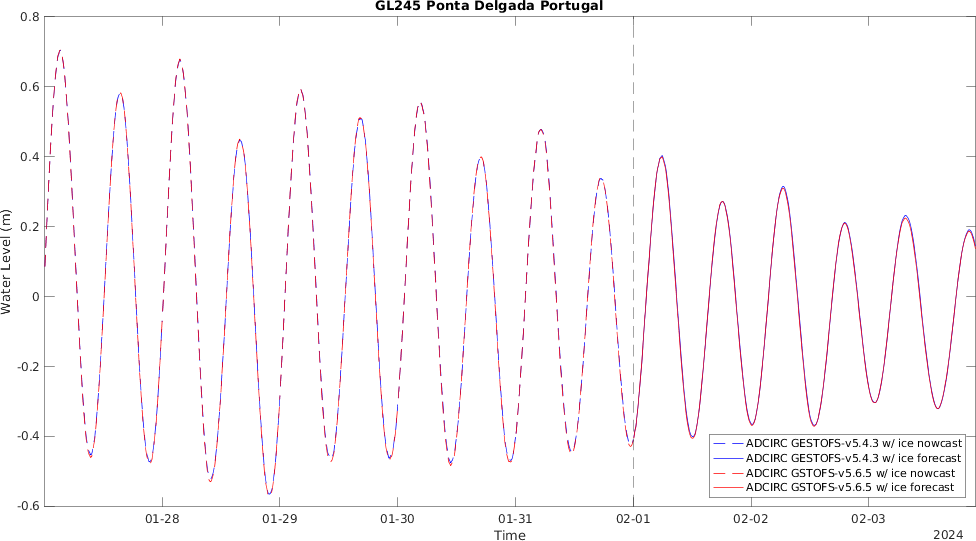 GL245 Ponta Delgada Portugal
0.8
0.6
0.4
0.2
0
-0.2
-0.4
-0.6
Water Level (m)
01-28
01-29
01-30
01-31
02-01
02-02
02-03
Time
2024
ADCIRC GESTOFS-v5.4.3 w/ ice nowcast
ADCIRC GESTOFS-v5.4.3 w/ ice forecast
ADCIRC GSTOFS-v5.6.5 w/ ice nowcast
ADCIRC GSTOFS-v5.6.5 w/ ice forecast